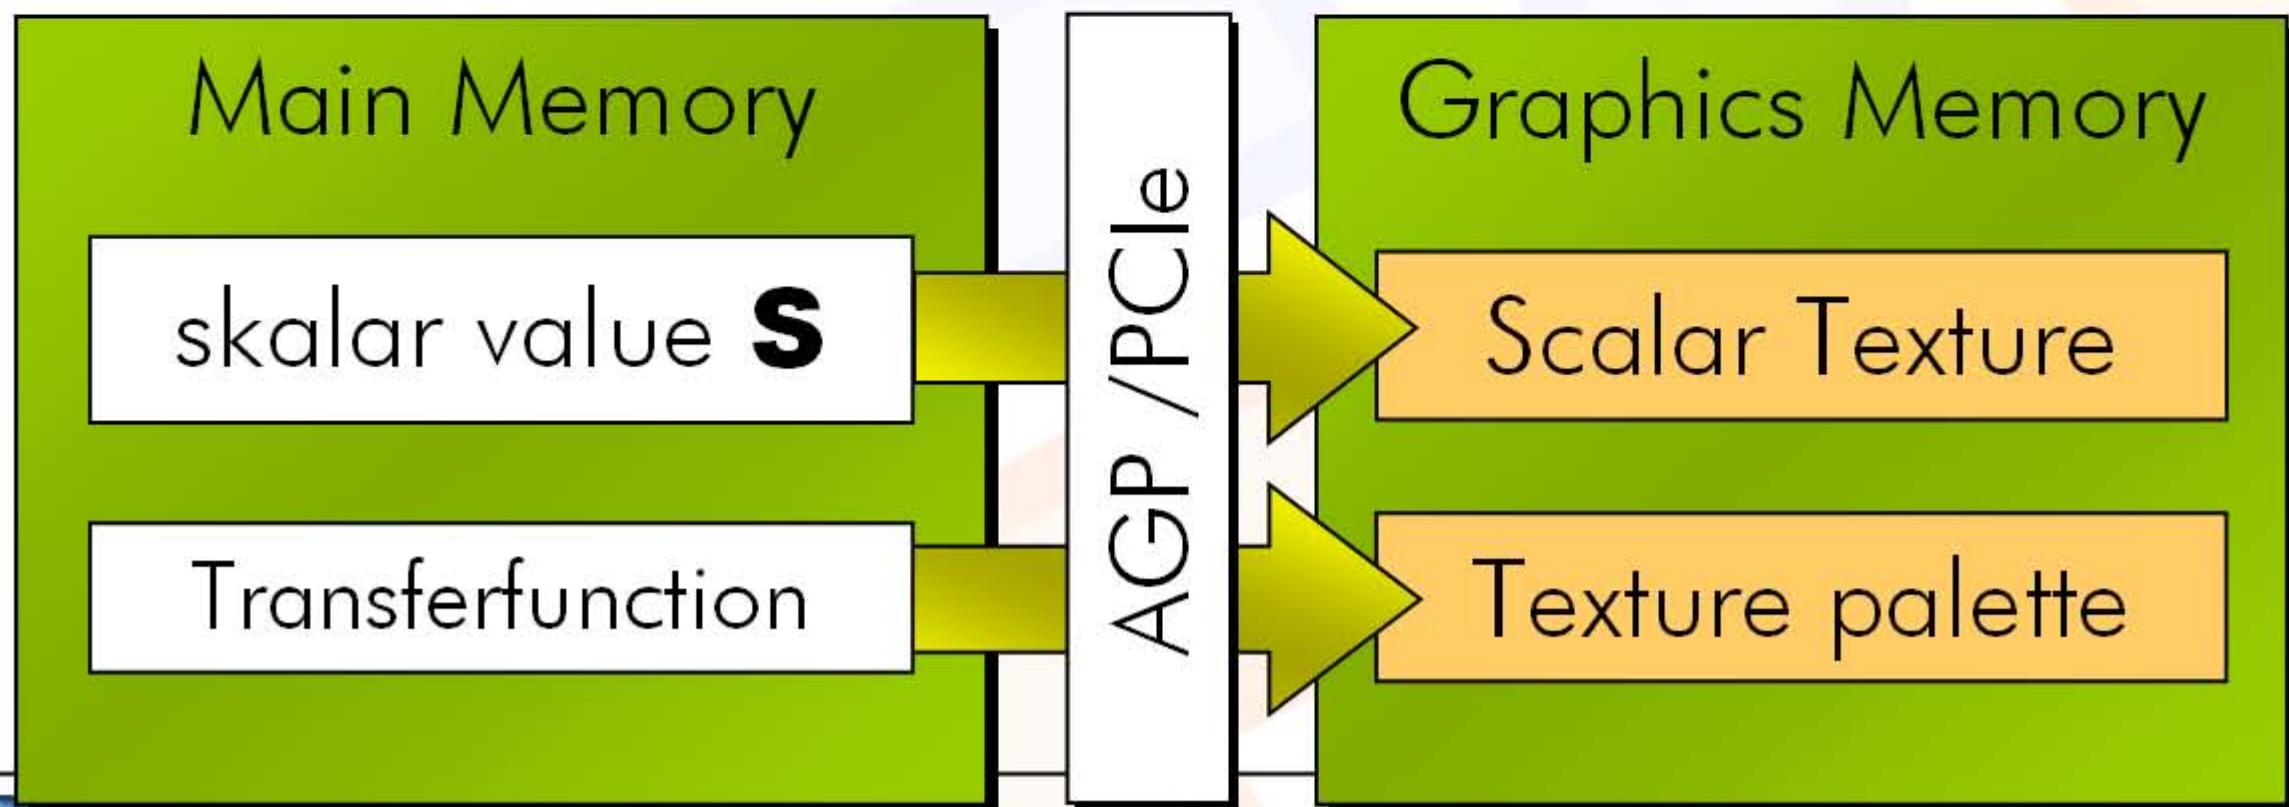 Main Memory
skalar value S
Transferfunction
AGP /PCIe
Graphics Memory
Scalar Texture
Texture palette